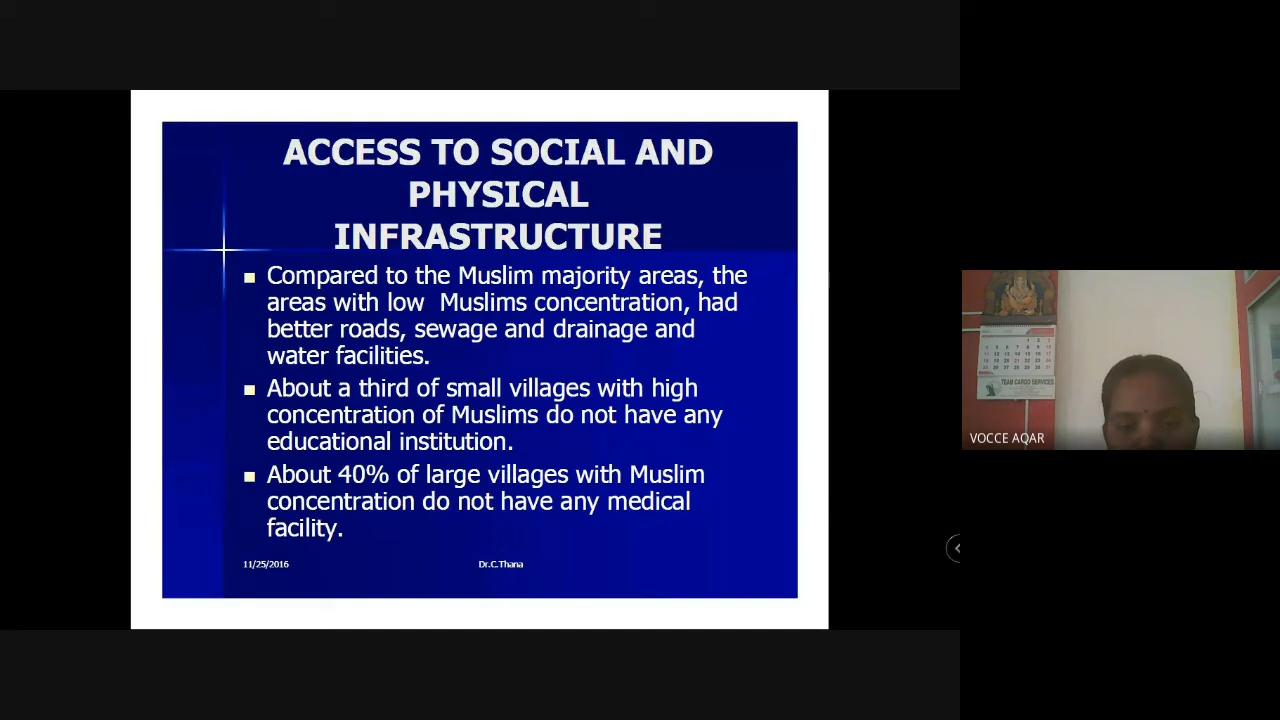 ACCESS TO SOCIAL AND
PHYSICAL
INFRASTRUCTURE
■ Compared to the Muslim majority areas, the
areas with low  Muslims concentration, had
better roads, sewage and drainage and
water facilities.
■ About a third of small villages with high
concentration of Muslims do not have any
educational institution.
■ About 40% of large villages with Muslim
concentration do not have any medical
facility.
11/25/2016
Dr.C.Thana
TEAM CARGO SERVICES
VOCCE AQAR